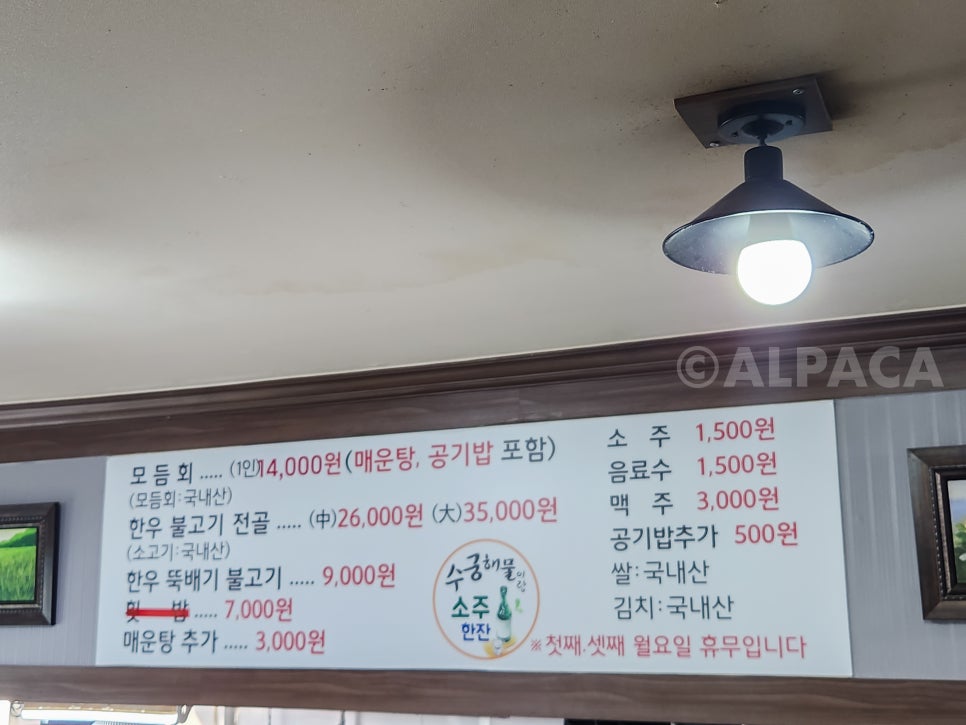 모듬회 ..... (1인)14,000원(매운탕, 공기밥 포함)
(모듬회:국내산)
한우 불고기 전골 ..... (中)26,000원 (大)35,000원
(소고기:국내산)
한우 뚝배기 불고기 ..... 9,000원
밥 ..... 7,000원
매운탕 추가 ..... 3,000원
수궁해물이랑
소주
한잔
소 주 1,500원
음료수 1,500원
맥 주 3,000원
공기밥추가 500원
쌀:국내산
김치:국내산
※첫째.셋째 월요일 휴무입니다
©ALPACA